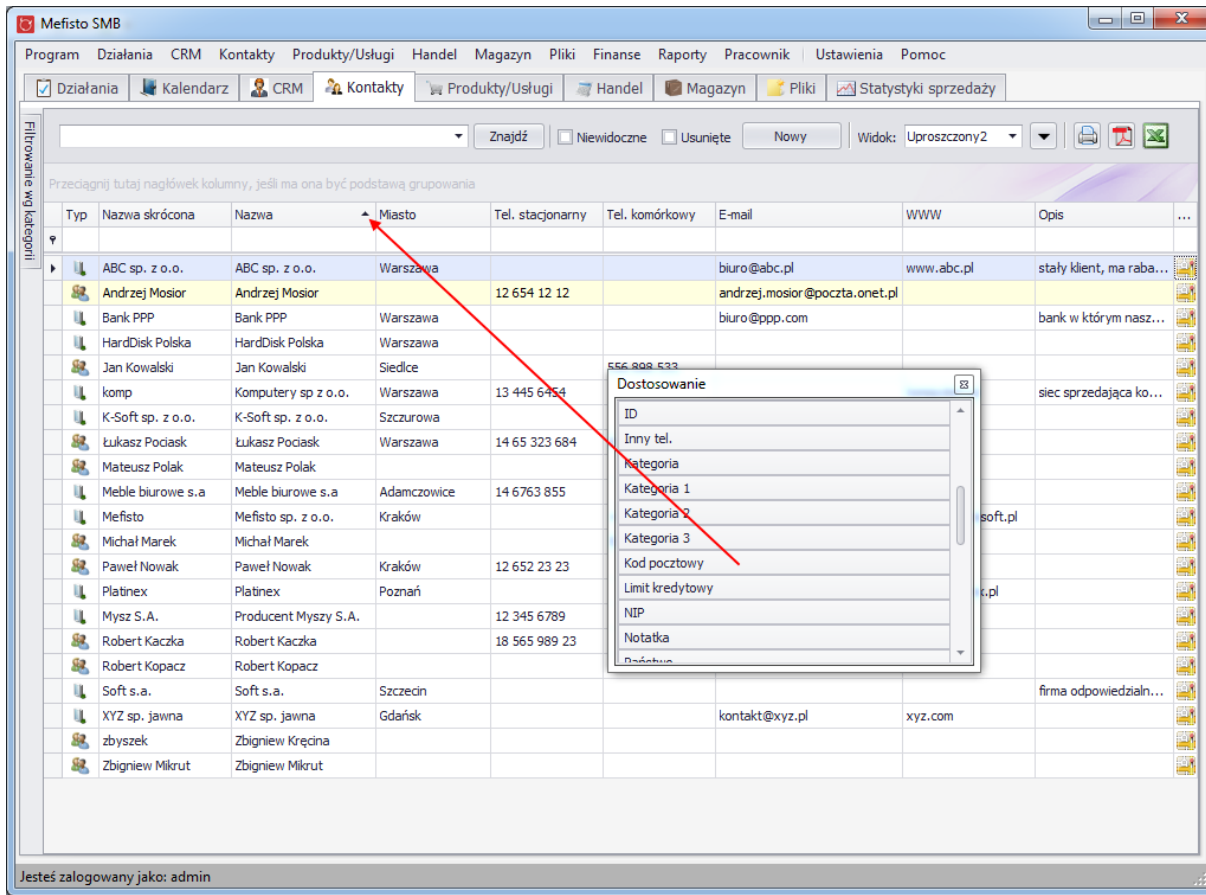 Mefisto SMB
Program Działania CRM Kontakty Produkty/Usługi Handel Magazyn Pliki Finanse Raporty Pracownik Ustawienia Pomoc
Działania Kalendarz CRM Kontakty Produkty/Usługi Handel Magazyn Pliki Statystyki sprzedaży
Filtrowanie wg kategorii
Znajdź Niewidoczne Usunięte Nowy Widok: Uproszczony2
Przeciągnij tutaj nagłówek kolumny, jeśli ma ona być podstawą grupowania
Typ Nazwa skrócona Nazwa Miasto Tel. stacjonarny Tel. komórkowy E-mail WWW Opis ...
ABC sp. z o.o. ABC sp. z o.o. Warszawa biuro@abc.pl www.abc.pl stały klient, ma raba...
Andrzej Mosior Andrzej Mosior 12 654 12 12 andrzej.mosior@poczta.onet.pl
Bank PPP Bank PPP Warszawa biuro@ppp.com bank w którym nasz...
HardDisk Polska HardDisk Polska Warszawa
Jan Kowalski Jan Kowalski Siedlce 556 898 533
komp Komputery sp z o.o. Warszawa 13 445 6454 siec sprzedająca ko...
K-Soft sp. z o.o. K-Soft sp. z o.o. Szczurowa
Łukasz Pociask Łukasz Pociask Warszawa 14 65 323 684
Mateusz Polak Mateusz Polak
Meble biurowe s.a Meble biurowe s.a Adamczowice 14 6763 855
Mefisto Mefisto sp. z o.o. Kraków soft.pl
Michał Marek Michał Marek
Paweł Nowak Paweł Nowak Kraków 12 652 23 23
Platinex Platinex Poznań .pl
Mysz S.A. Producent Myszy S.A. 12 345 6789
Robert Kaczka Robert Kaczka 18 565 989 23
Robert Kopacz Robert Kopacz
Soft s.a. Soft s.a. Szczecin firma odpowiedzialn...
XYZ sp. jawna XYZ sp. jawna Gdańsk kontakt@xyz.pl xyz.com
zbyszek Zbigniew Kręcina
Zbigniew Mikrut Zbigniew Mikrut
Dostosowanie
ID
Inny tel.
Kategoria
Kategoria 1
Kategoria 2
Kategoria 3
Kod pocztowy
Limit kredytowy
NIP
Notatka
Państwo
Jesteś zalogowany jako: admin